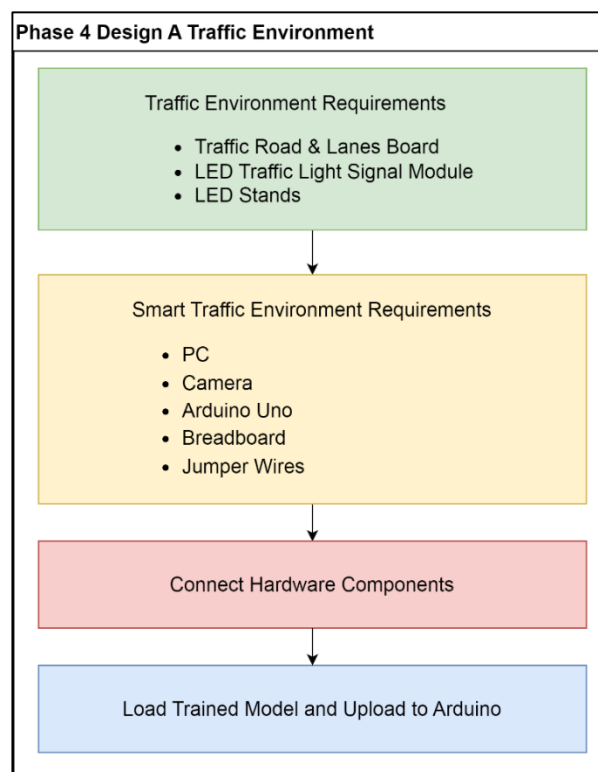 Phase 4 Design A Traffic Environment
Traffic Environment Requirements
• Traffic Road & Lanes Board
• LED Traffic Light Signal Module
• LED Stands
Smart Traffic Environment Requirements
• PC
• Camera
• Arduino Uno
• Breadboard
• Jumper Wires
Connect Hardware Components
Load Trained Model and Upload to Arduino